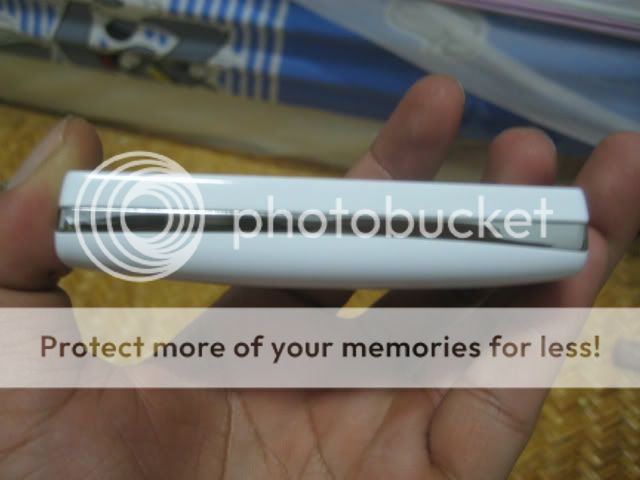 photobucket
Protect more of your memories for less!